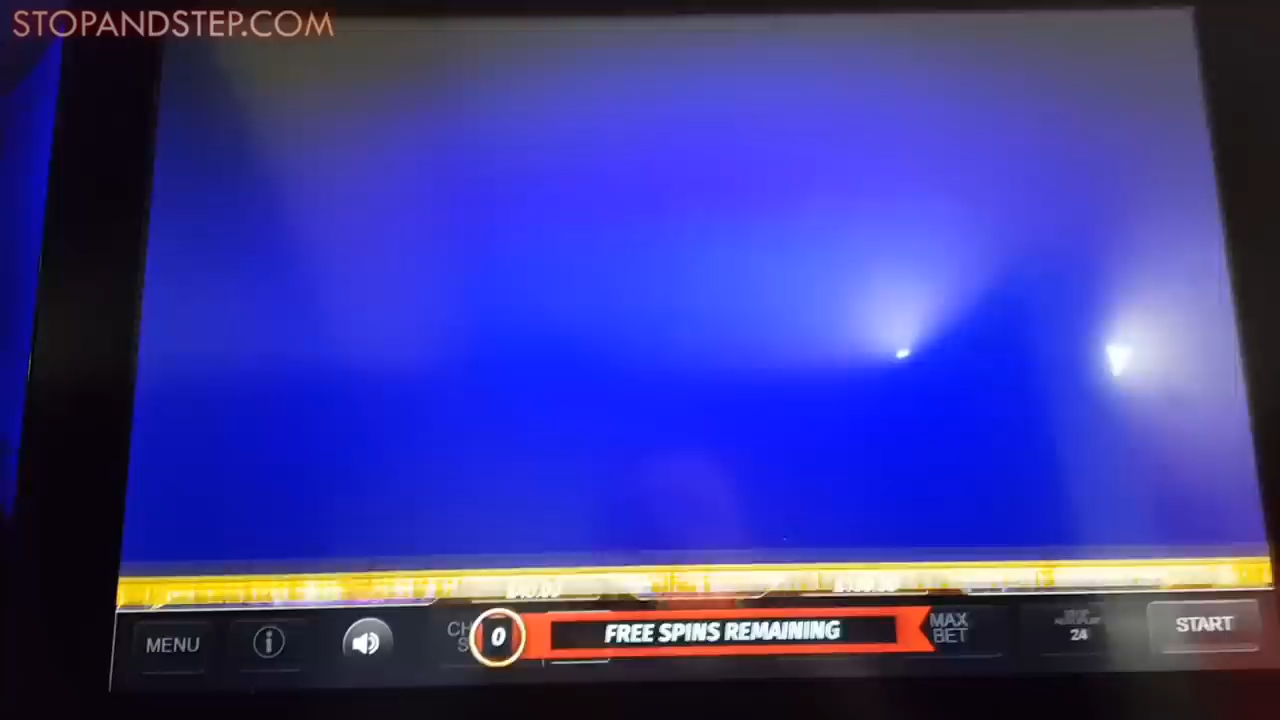 STOPANDSTEP.COM
MENU
i
0
FREE SPINS REMAINING
MAX
BET
24
START